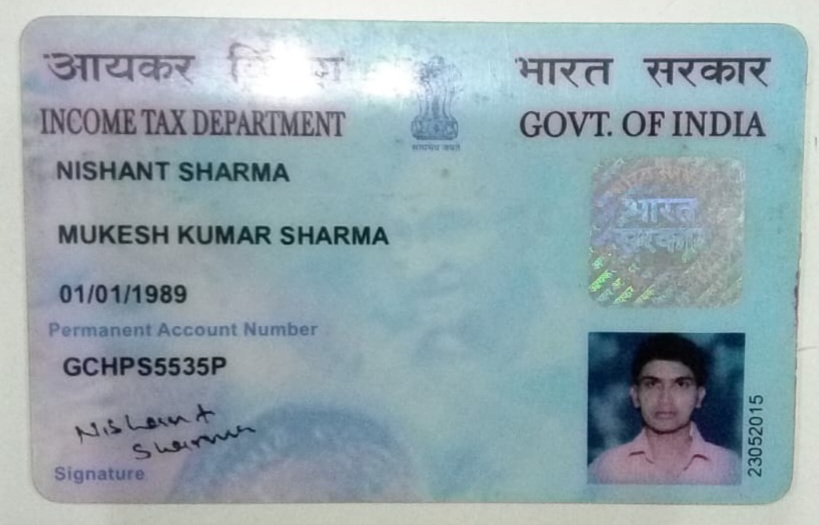 आयकर विभाग
भारत सरकार
INCOME TAX DEPARTMENT
GOVT. OF INDIA
सत्यमेव जयते
NISHANT SHARMA
MUKESH KUMAR SHARMA
भारत
सरकार
01/01/1989
Permanent Account Number
GCHPS5535P
Nishant
Sharma
Signature
23052015